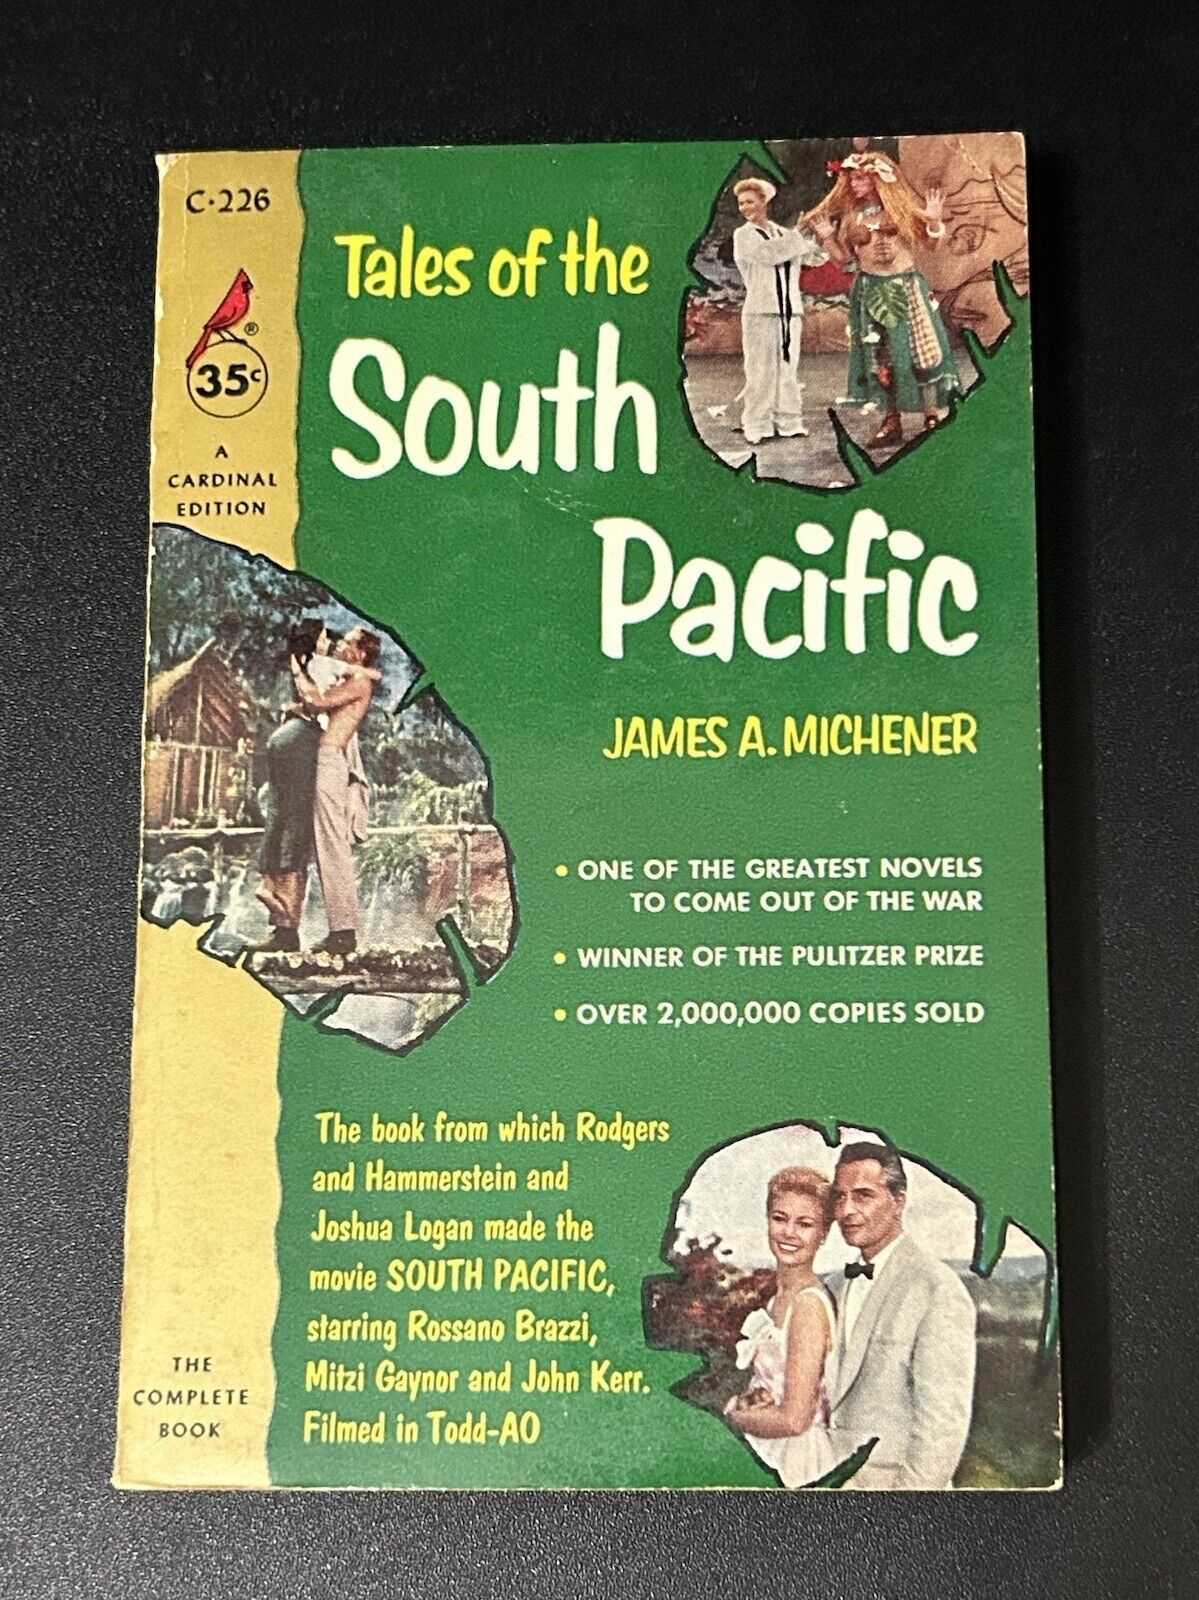 C·226
®
35¢
A
CARDINAL
EDITION
Tales of the
South
Pacific
JAMES A. MICHENER
• ONE OF THE GREATEST NOVELS
TO COME OUT OF THE WAR
• WINNER OF THE PULITZER PRIZE
• OVER 2,000,000 COPIES SOLD
The book from which Rodgers
and Hammerstein and
Joshua Logan made the
movie SOUTH PACIFIC,
starring Rossano Brazzi,
Mitzi Gaynor and John Kerr.
Filmed in Todd-AO
THE
COMPLETE
BOOK